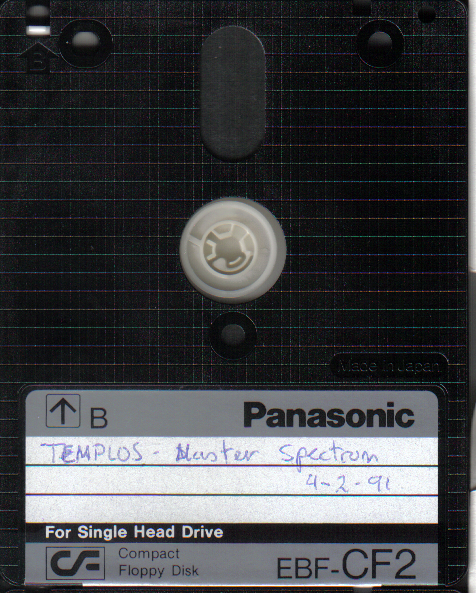 B
Made in Japan
B Panasonic
TEMPLOS - Master Spectrum
4-2-91
For Single Head Drive
CF Compact
Floppy Disk
EBF-CF2